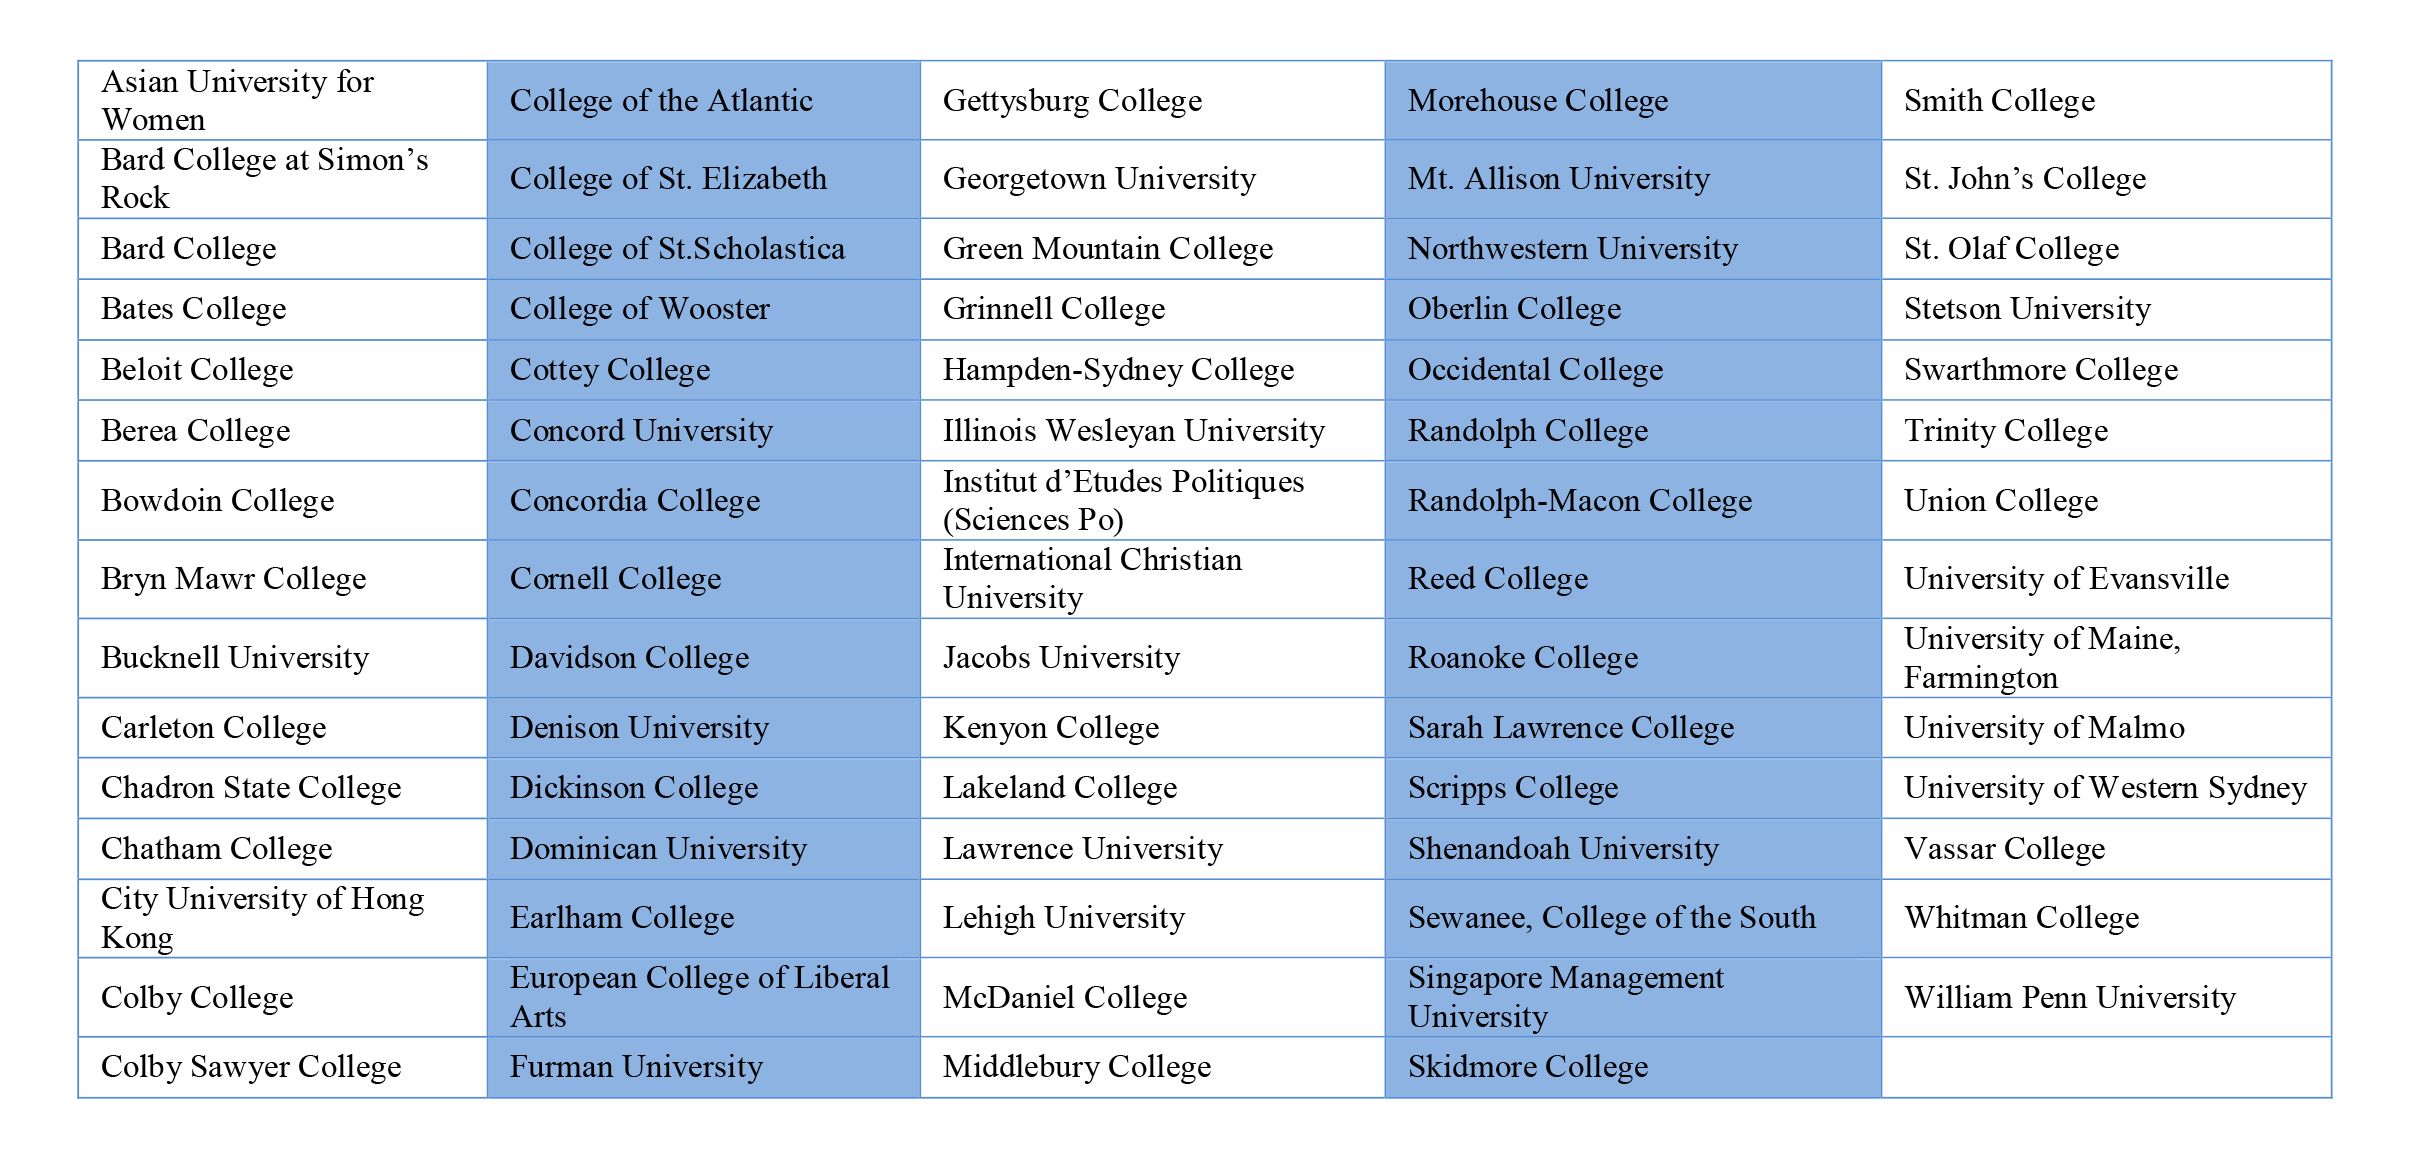 Asian University for
Women
College of the Atlantic
Gettysburg College
Morehouse College
Smith College
Bard College at Simon’s
Rock
College of St. Elizabeth
Georgetown University
Mt. Allison University
St. John’s College
Bard College
College of St.Scholastica
Green Mountain College
Northwestern University
St. Olaf College
Bates College
College of Wooster
Grinnell College
Oberlin College
Stetson University
Beloit College
Cottey College
Hampden-Sydney College
Occidental College
Swarthmore College
Berea College
Concord University
Illinois Wesleyan University
Randolph College
Trinity College
Bowdoin College
Concordia College
Institut d’Etudes Politiques
(Sciences Po)
Randolph-Macon College
Union College
Bryn Mawr College
Cornell College
International Christian
University
Reed College
University of Evansville
Bucknell University
Davidson College
Jacobs University
Roanoke College
University of Maine,
Farmington
Carleton College
Denison University
Kenyon College
Sarah Lawrence College
University of Malmo
Chadron State College
Dickinson College
Lakeland College
Scripps College
University of Western Sydney
Chatham College
Dominican University
Lawrence University
Shenandoah University
Vassar College
City University of Hong
Kong
Earlham College
Lehigh University
Sewanee, College of the South
Whitman College
Colby College
European College of Liberal
Arts
McDaniel College
Singapore Management
University
William Penn University
Colby Sawyer College
Furman University
Middlebury College
Skidmore College